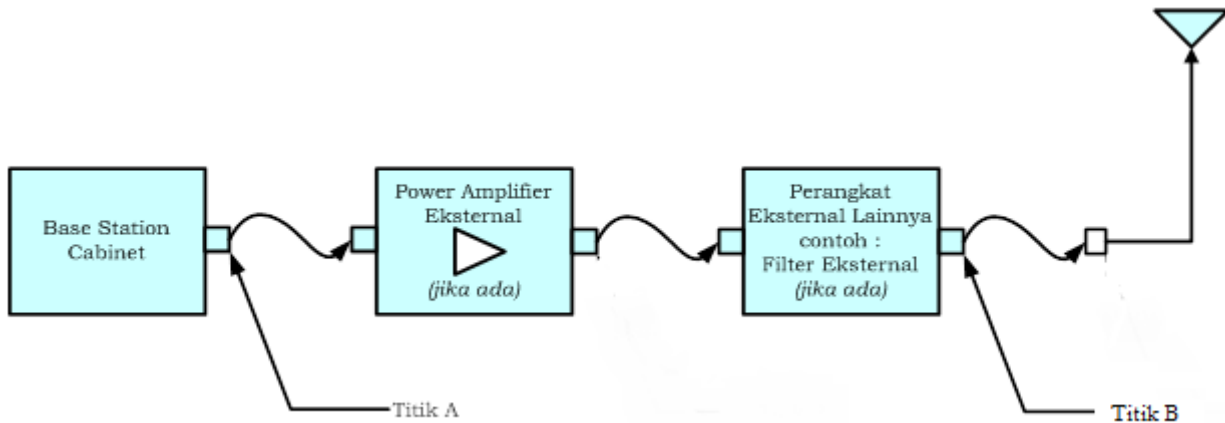 Base Station
Cabinet
Power Amplifier
Eksternal
(jika ada)
Perangkat
Eksternal Lainnya
contoh :
Filter Eksternal
(jika ada)
Titik A
Titik B